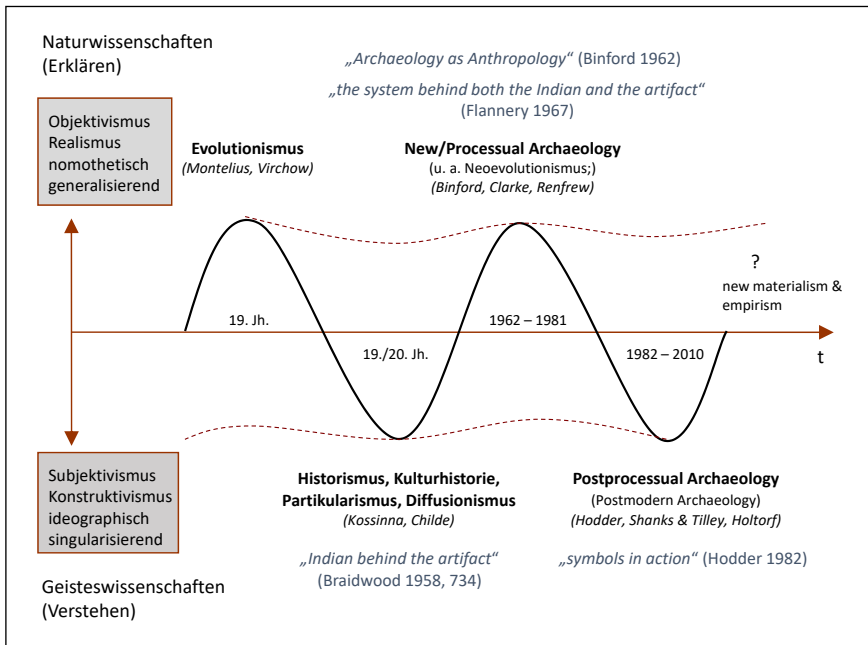 Naturwissenschaften
(Erklären)
„Archaeology as Anthropology“ (Binford 1962)
„the system behind both the Indian and the artifact“
(Flannery 1967)
Objektivismus
Realismus
nomothetisch
generalisierend
Evolutionismus
(Montelius, Virchow)
New/Processual Archaeology
(u. a. Neoevolutionismus;)
(Binford, Clarke, Renfrew)
?
new materialism &
empirism
19. Jh.
1962 – 1981
19./20. Jh.
1982 – 2010
t
Subjektivismus
Konstruktivismus
ideographisch
singularisierend
Historismus, Kulturhistorie,
Partikularismus, Diffusionismus
(Kossinna, Childe)
Postprocessual Archaeology
(Postmodern Archaeology)
(Hodder, Shanks & Tilley, Holtorf)
„Indian behind the artifact“
(Braidwood 1958, 734)
„symbols in action“ (Hodder 1982)
Geisteswissenschaften
(Verstehen)